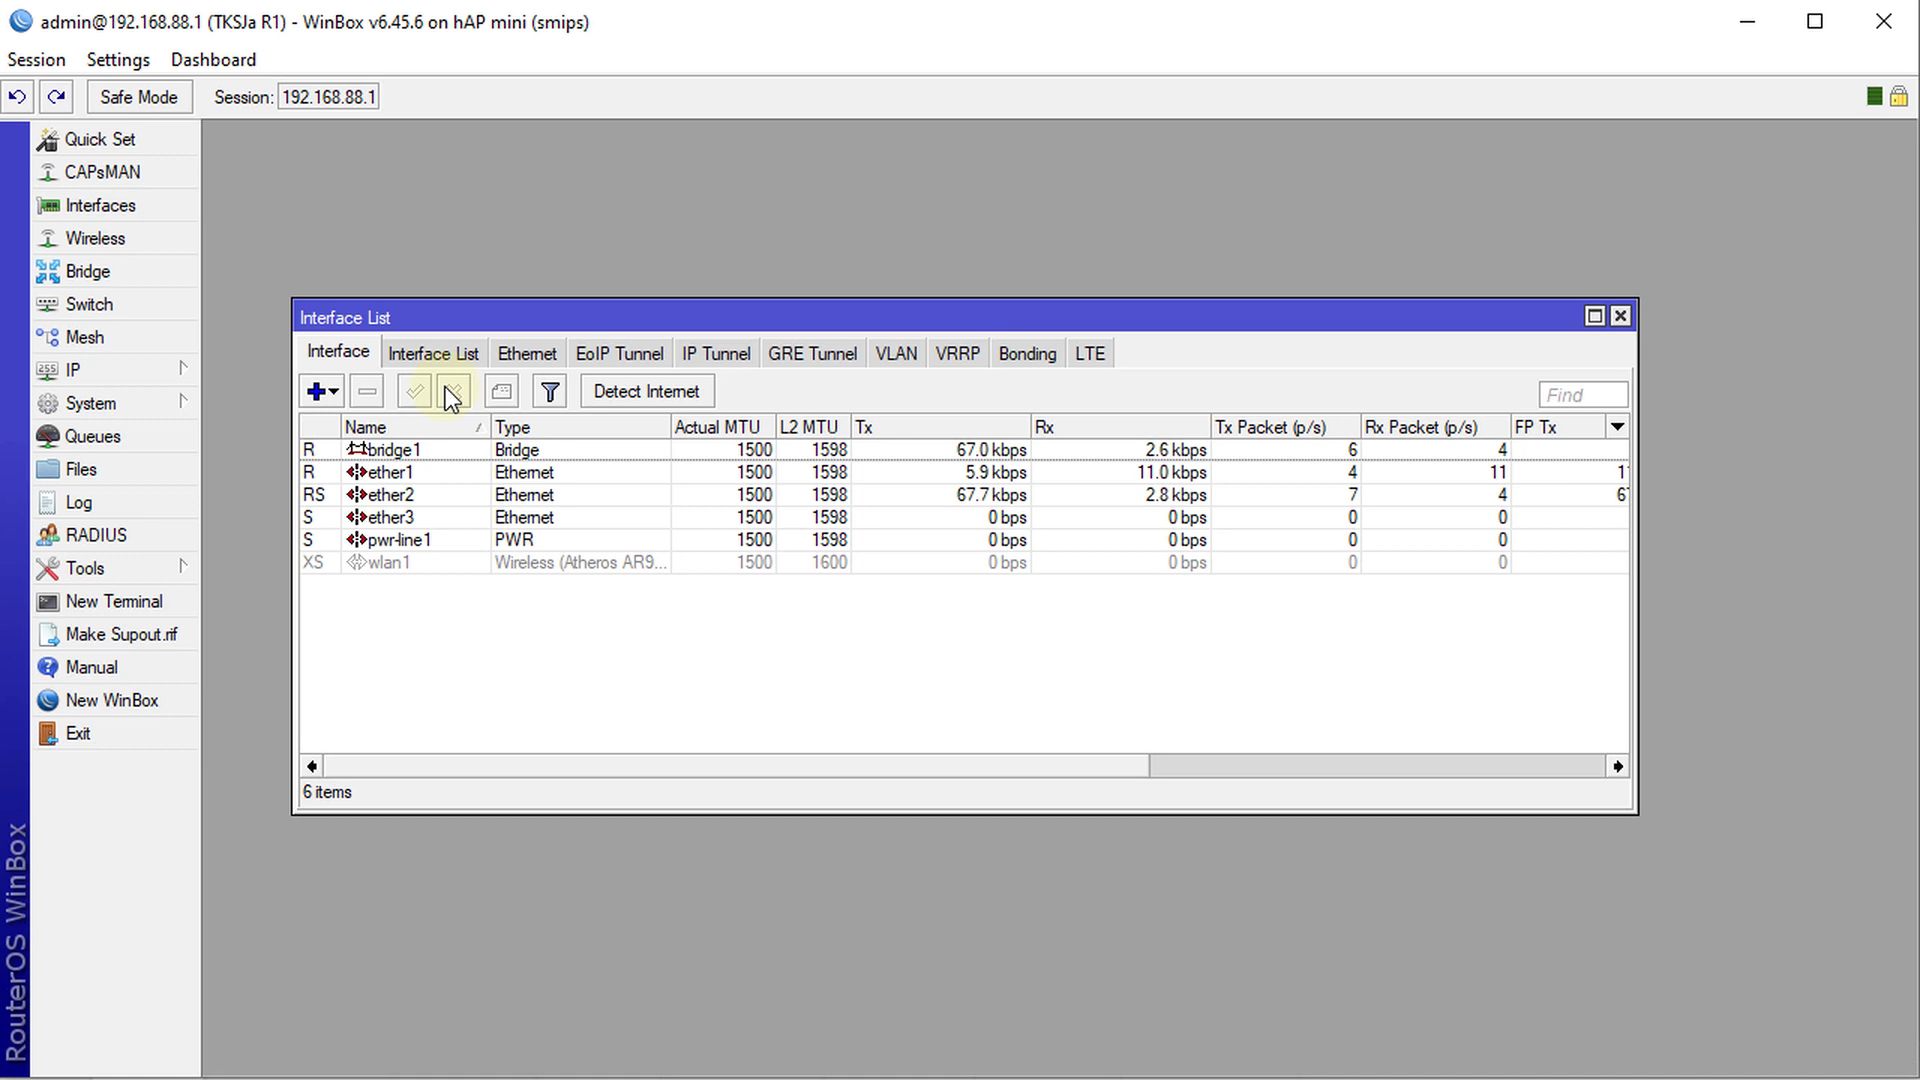 admin@192.168.88.1 (TKSJa R1) - WinBox v6.45.6 on hAP mini (smips)
Session Settings Dashboard
Safe Mode Session: 192.168.88.1
Quick Set
CAPsMAN
Interfaces
Wireless
Bridge
Switch
Mesh
255 IP
System
Queues
Files
Log
RADIUS
Tools
New Terminal
Make Supout.rif
Manual
New WinBox
Exit
RouterOS WinBox
Interface List
Interface Interface List Ethernet EoIP Tunnel IP Tunnel GRE Tunnel VLAN VRRP Bonding LTE
Detect Internet Find
Name Type Actual MTU L2 MTU Tx Rx Tx Packet (p/s) Rx Packet (p/s) FP Tx
R bridge1 Bridge 1500 1598 67.0 kbps 2.6 kbps 6 4
R ether1 Ethernet 1500 1598 5.9 kbps 11.0 kbps 4 11
RS ether2 Ethernet 1500 1598 67.7 kbps 2.8 kbps 7 4
S ether3 Ethernet 1500 1598 0 bps 0 bps 0 0
S pwr-line1 PWR 1500 1598 0 bps 0 bps 0 0
XS wlan1 Wireless (Atheros AR9... 1500 1600 0 bps 0 bps 0 0
6 items